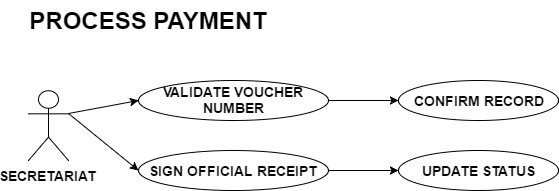 PROCESS PAYMENT
VALIDATE VOUCHER
NUMBER
CONFIRM RECORD
SECRETARIAT
SIGN OFFICIAL RECEIPT
UPDATE STATUS